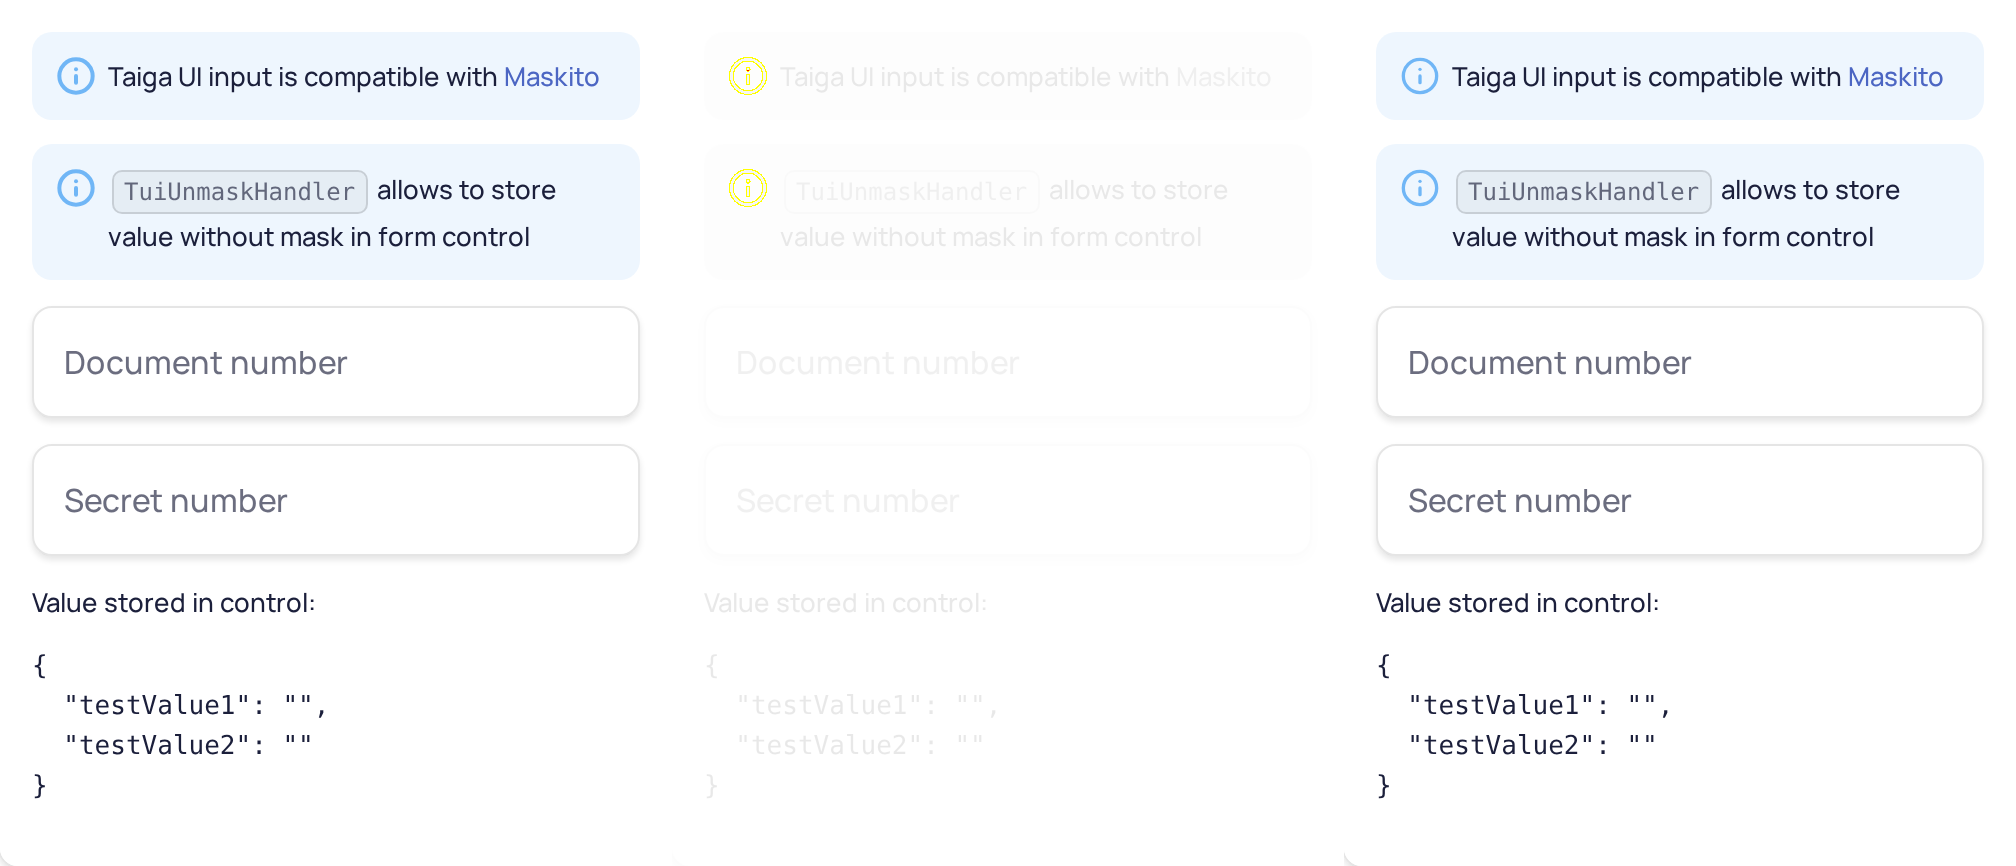 Taiga UI input is compatible with Maskito
TuiUnmaskHandler allows to store
value without mask in form control
Document number
Secret number
Value stored in control:
{
  "testValue1": "",
  "testValue2": ""
}
Taiga UI input is compatible with Maskito
TuiUnmaskHandler allows to store
value without mask in form control
Document number
Secret number
Value stored in control:
{
  "testValue1": "",
  "testValue2": ""
}
Taiga UI input is compatible with Maskito
TuiUnmaskHandler allows to store
value without mask in form control
Document number
Secret number
Value stored in control:
{
  "testValue1": "",
  "testValue2": ""
}